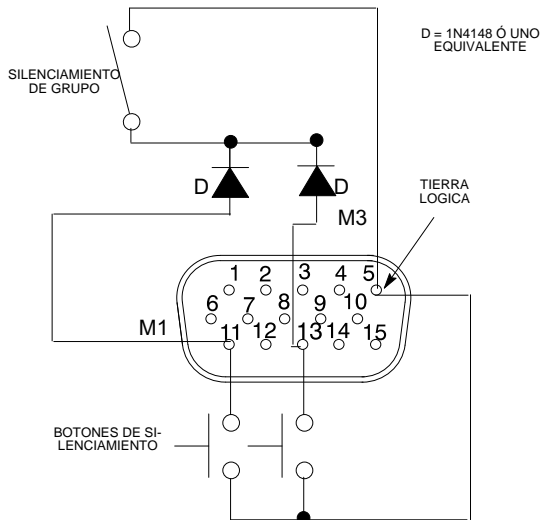 D = 1N4148 Ó UNO
EQUIVALENTE
SILENCIAMIENTO
DE GRUPO
D
D
TIERRA
LOGICA
M3
1 2 3 4 5
6 7 8 9 10
M1
11 12 13 14 15
BOTONES DE SI-
LENCIAMIENTO